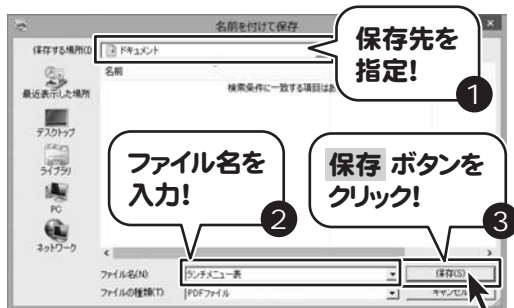 名前を付けて保存
保存する場所(I):
ドキュメント
保存先を
指定!
1
名前
検索条件に一致する項目はあ
最近表示した場所
デスクトップ
ライブラリ
PC
ネットワーク
ファイル名を
入力!
2
保存 ボタンを
クリック!
3
ファイル名(N):
ランチメニュー表
保存(S)
ファイルの種類(T):
PDFファイル
キャンセル